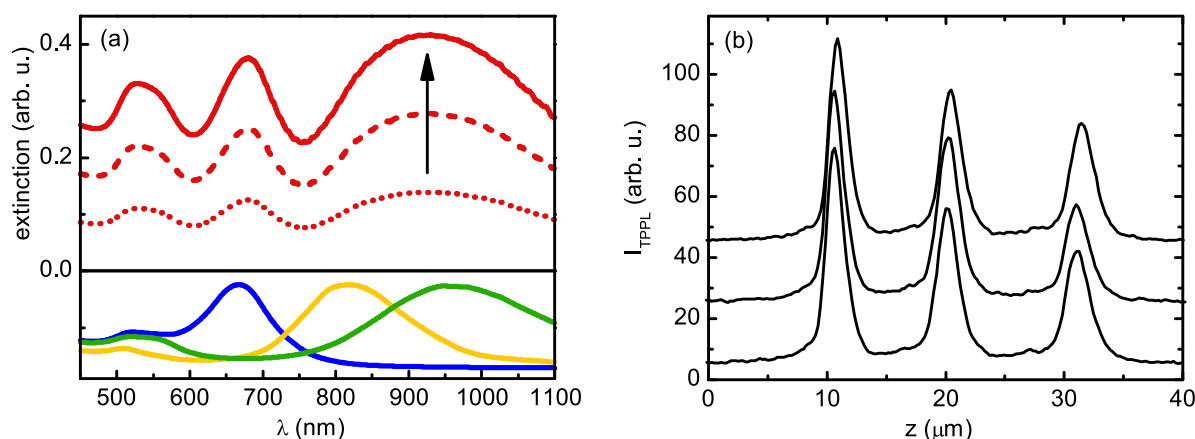 (a)
extinction (arb. u.)
0.4
0.2
0.0
500 600 700 800 900 1000 1100
λ (nm)
(b)
I_TPPL (arb. u.)
100
80
60
40
20
0
0 10 20 30 40
z (μm)